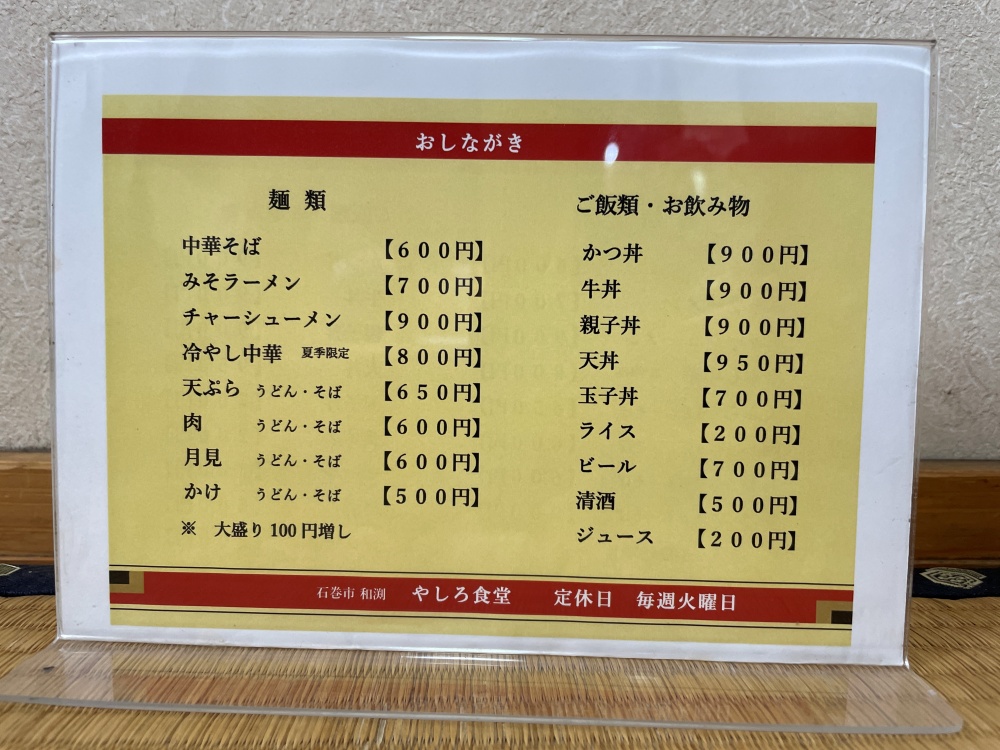 おしながき
麺 類
中華そば 【６００円】
みそラーメン 【７００円】
チャーシューメン 【９００円】
冷やし中華 夏季限定 【８００円】
天ぷら うどん・そば 【６５０円】
肉 うどん・そば 【６００円】
月見 うどん・そば 【６００円】
かけ うどん・そば 【５００円】
※ 大盛り 100 円増し
ご飯類・お飲み物
かつ丼 【９００円】
牛丼 【９００円】
親子丼 【９００円】
天丼 【９５０円】
玉子丼 【７００円】
ライス 【２００円】
ビール 【７００円】
清酒 【５００円】
ジュース 【２００円】
石巻市 和渕 やしろ食堂 定休日 毎週火曜日